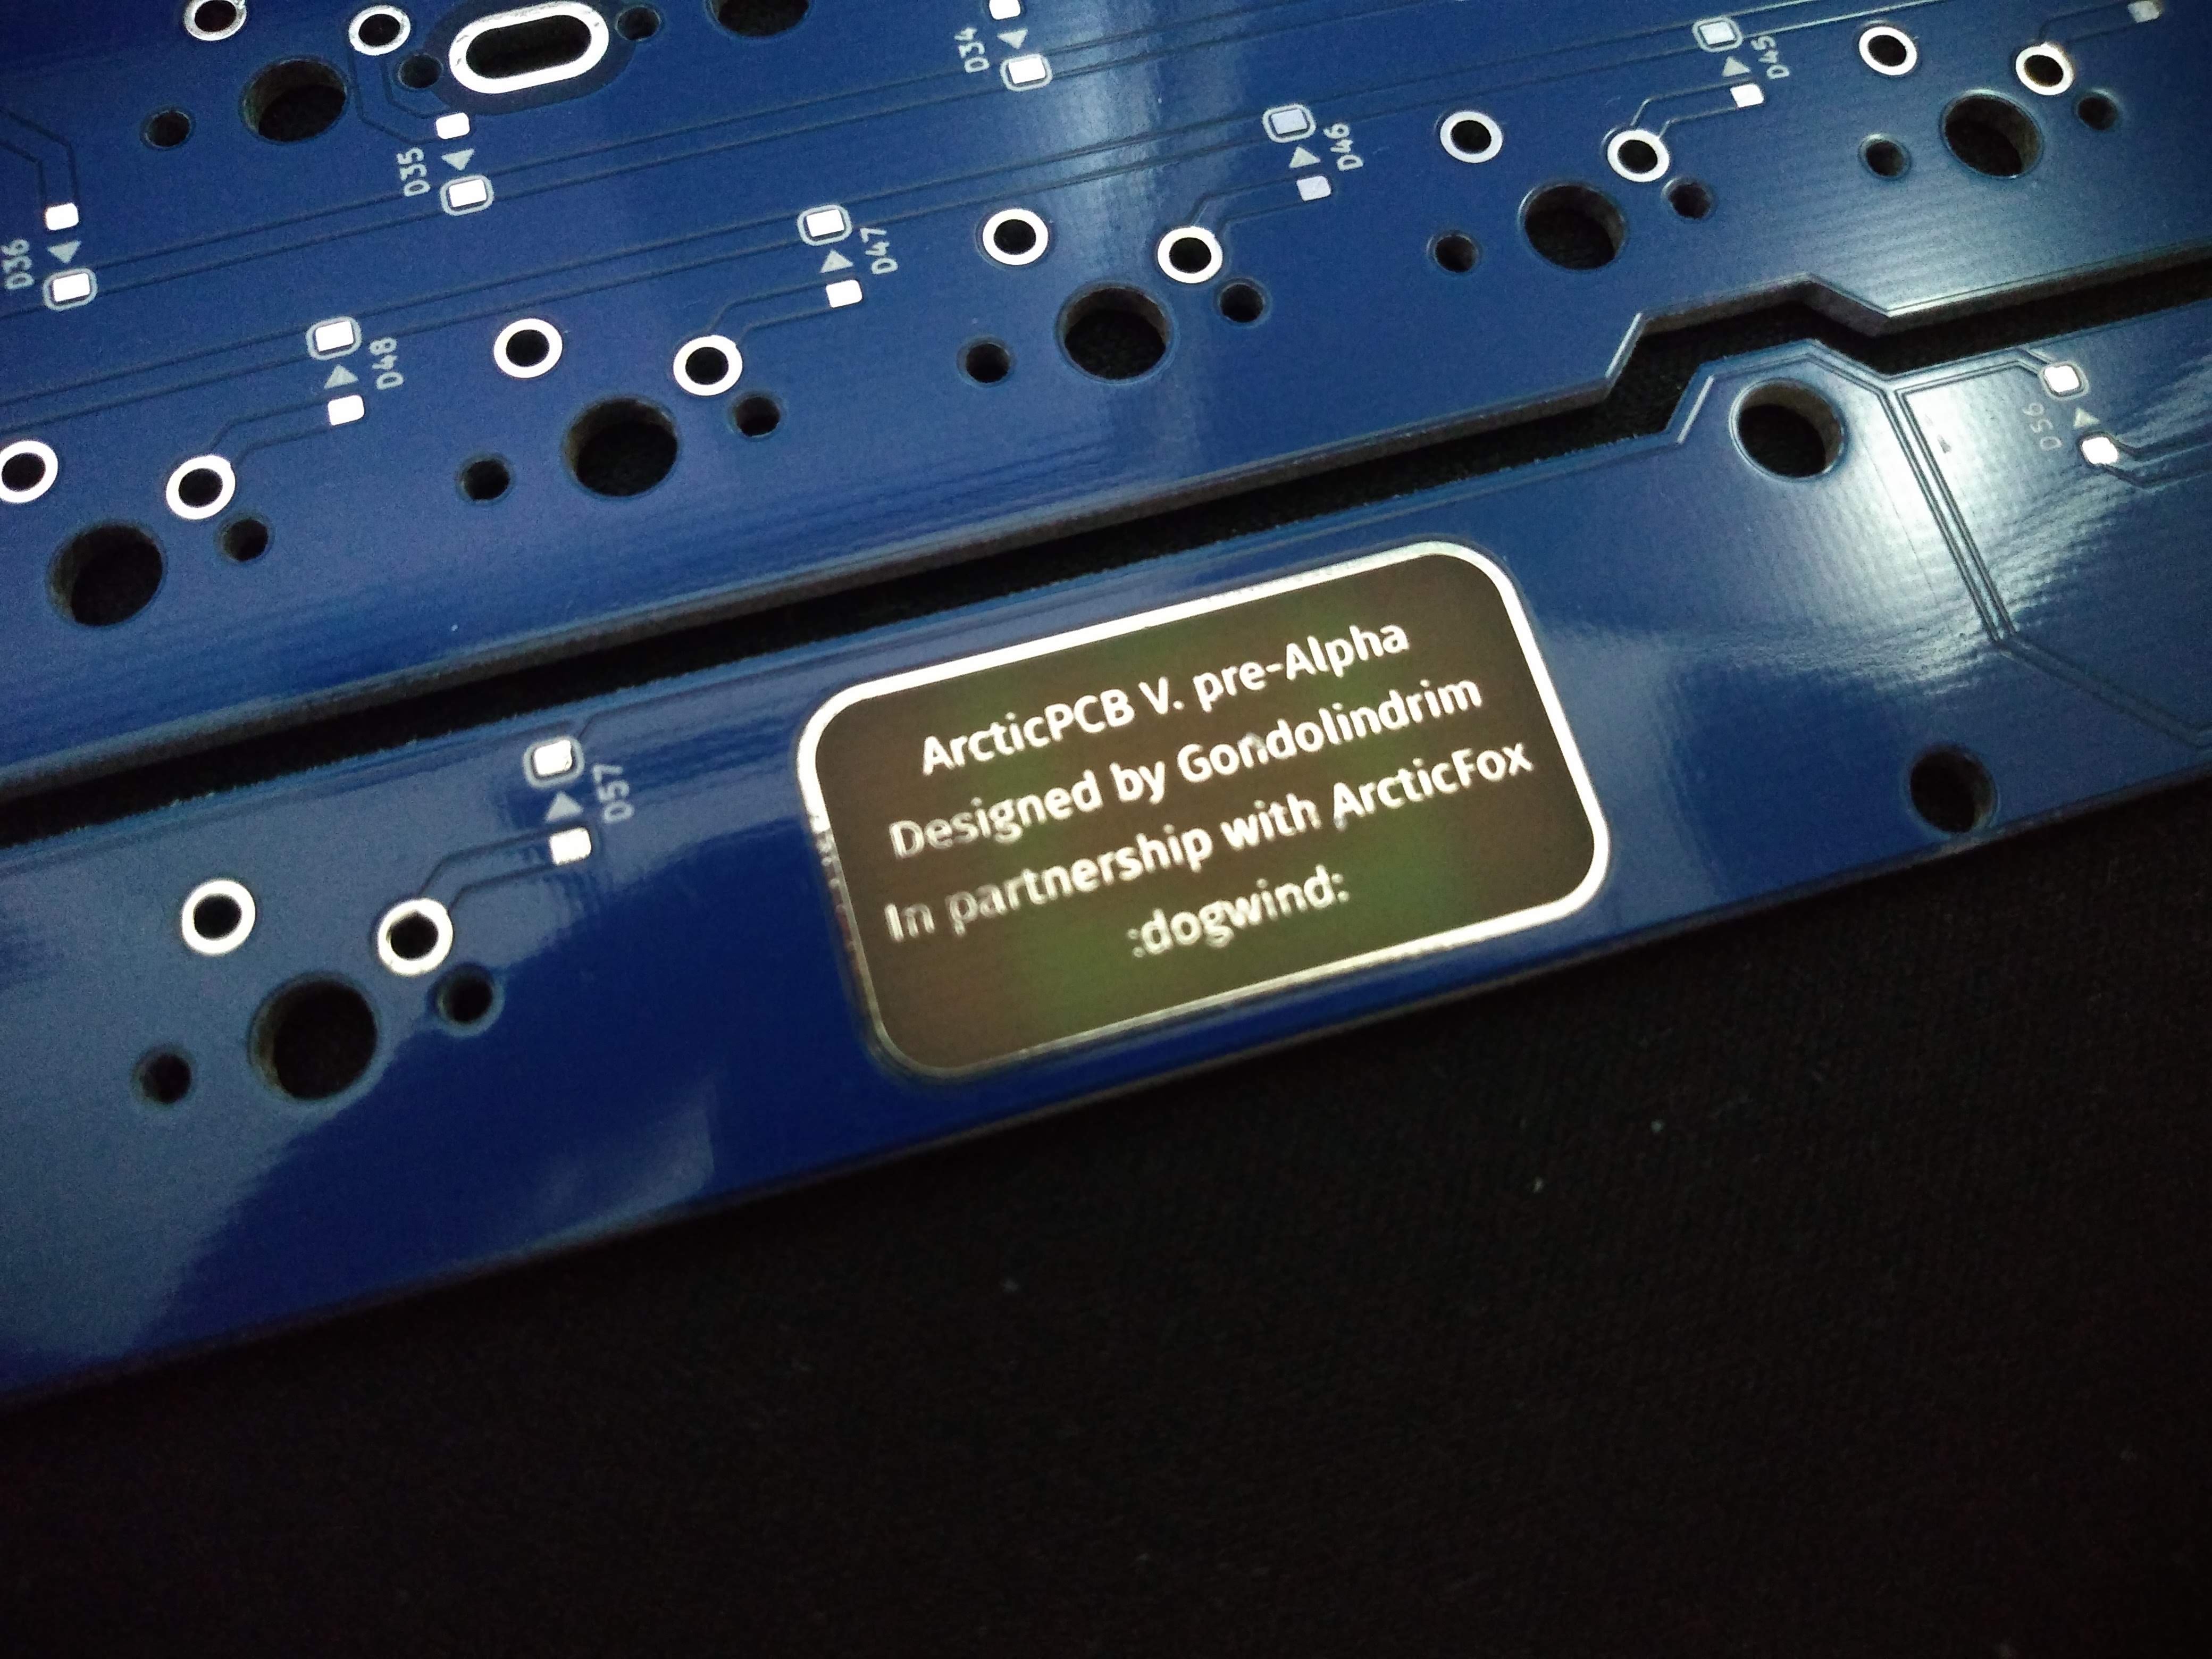 D34
D45
D35
D46
D36
D47
D48
D56
ArcticPCB V. pre-Alpha
Designed by Gondolindrim
In partnership with ArcticFox
:dogwind:
D57